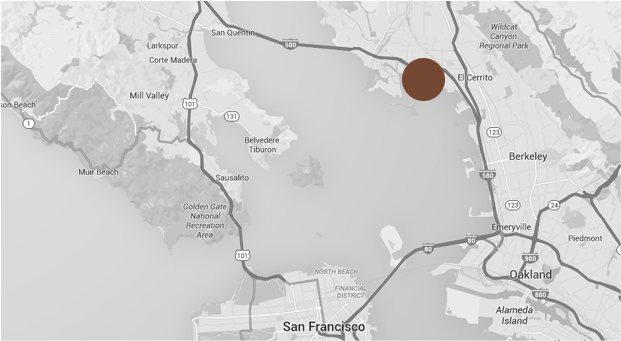 Wildcat
Canyon
Regional Park
San Quentin
580
Larkspur
Corte Madera
El Cerrito
Mill Valley
101
131
son Beach
1
123
Belvedere
Tiburon
Berkeley
Muir Beach
Sausalito
580
Golden Gate
National
Recreation
Area
123
24
Emeryville
Piedmont
80
80
101
980
NORTH BEACH
Oakland
FINANCIAL
DISTRICT
880
Alameda
Island
San Francisco